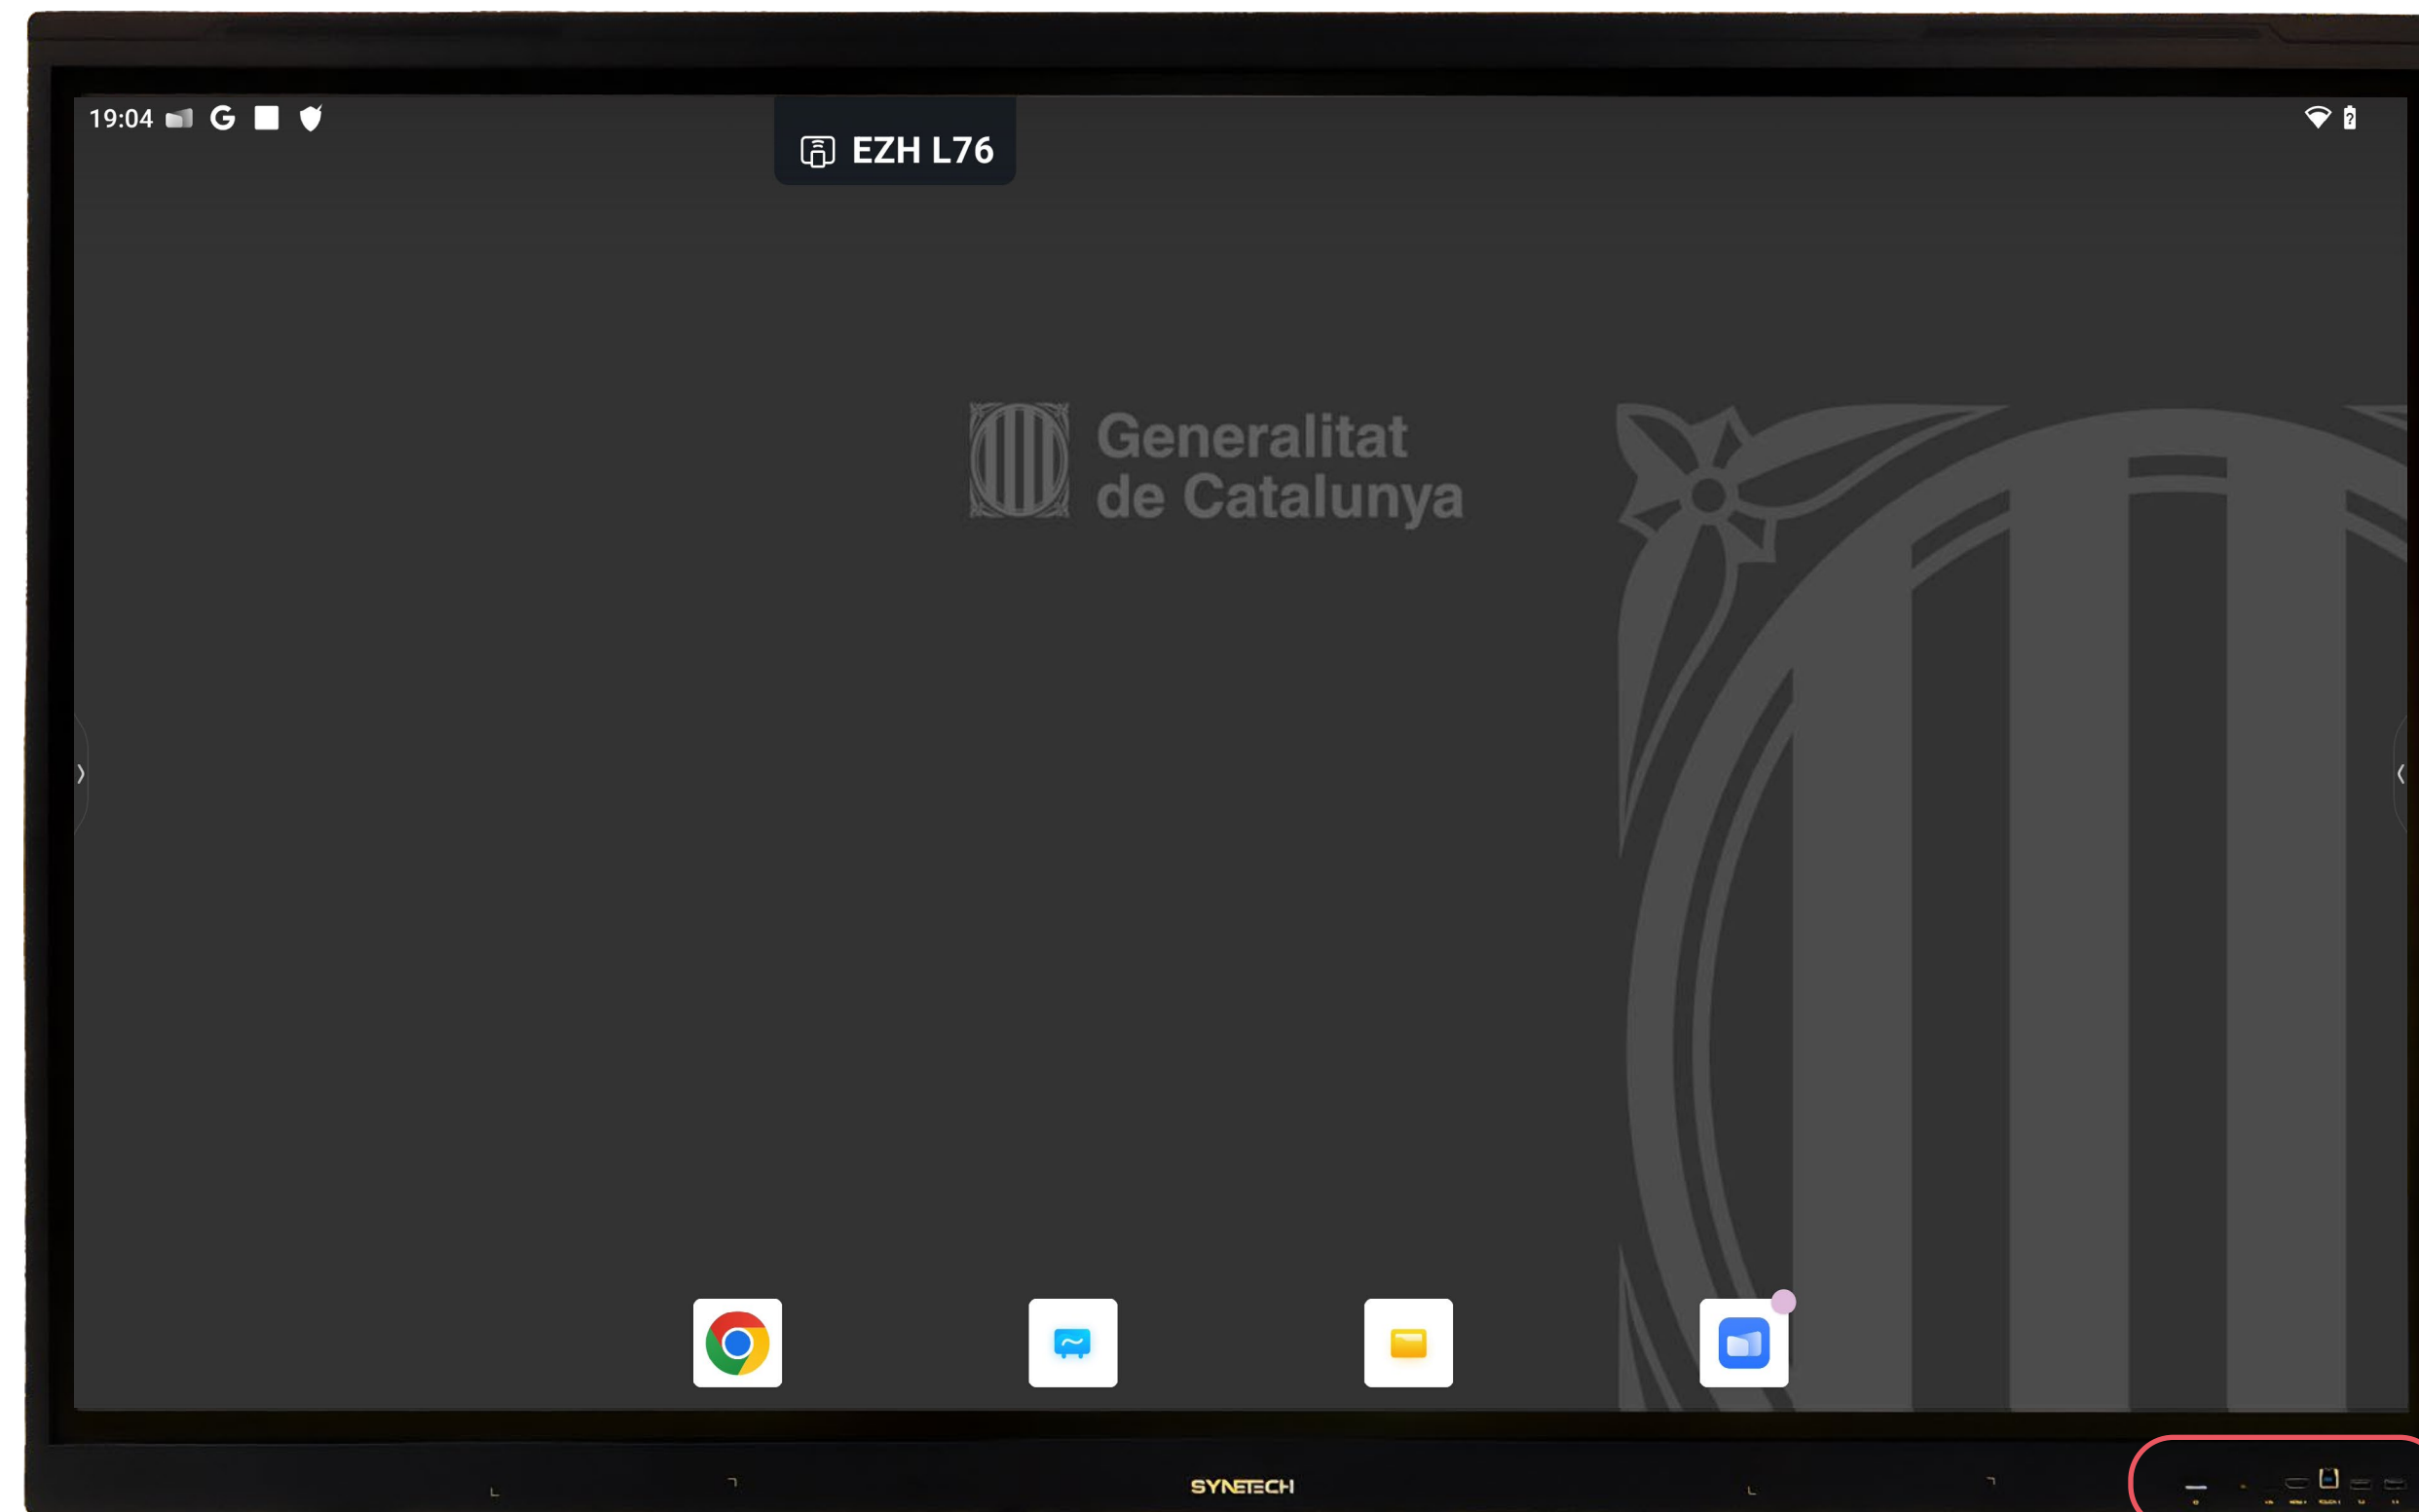 19:04
EZH L76
Generalitat
de Catalunya
SYNETECH